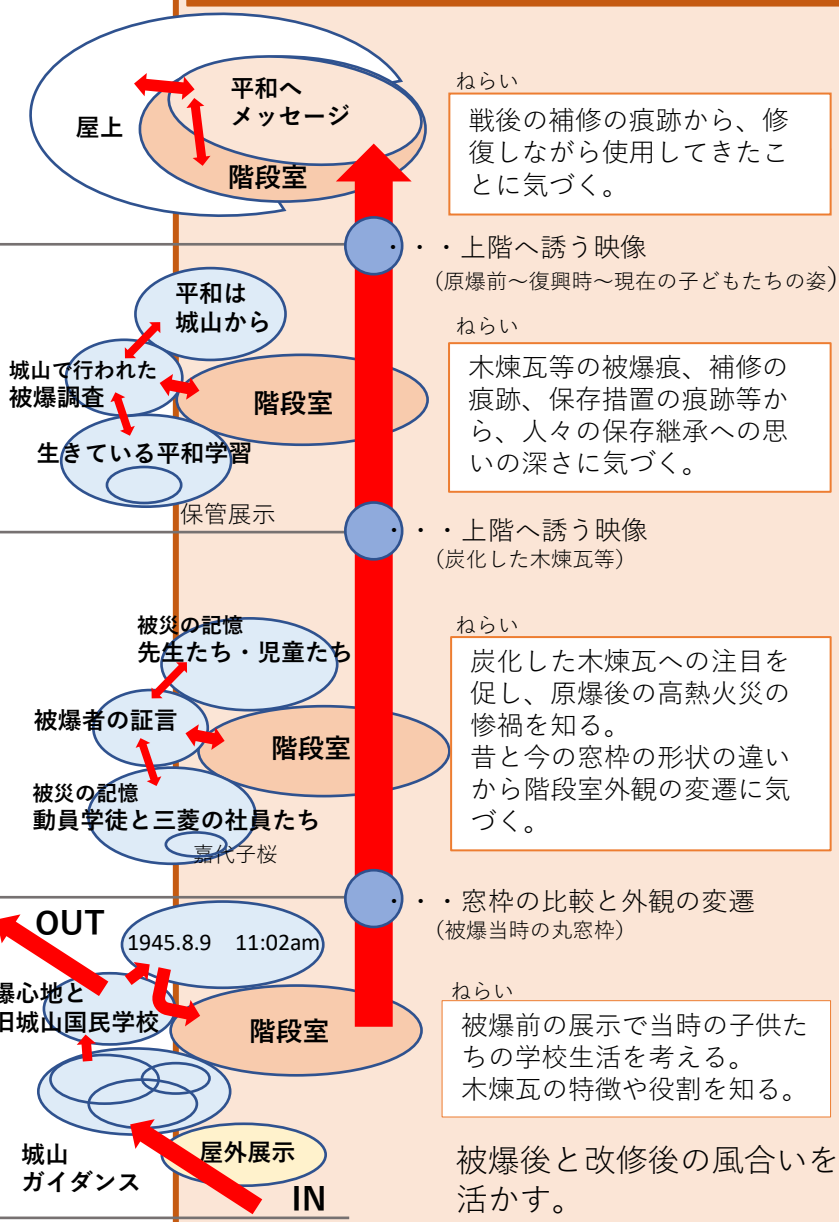 平和へ
メッセージ
屋上
階段室
ねらい
戦後の補修の痕跡から、修
復しながら使用してきたこ
とに気づく。
・・・上階へ誘う映像
(原爆前～復興時～現在の子どもたちの姿)
平和は
城山から
城山で行われた
被爆調査
階段室
生きている平和学習
保管展示
ねらい
木煉瓦等の被爆痕、補修の
痕跡、保存措置の痕跡等か
ら、人々の保存継承への思
いの深さに気づく。
・・・上階へ誘う映像
(炭化した木煉瓦等)
被災の記憶
先生たち・児童たち
被爆者の証言
階段室
被災の記憶
動員学徒と三菱の社員たち
嘉代子桜
ねらい
炭化した木煉瓦への注目を
促し、原爆後の高熱火災の
惨禍を知る。
昔と今の窓枠の形状の違い
から階段室外観の変遷に気
づく。
・・・窓枠の比較と外観の変遷
(被爆当時の丸窓枠)
OUT
1945.8.9 11:02am
爆心地と
旧城山国民学校
階段室
ねらい
被爆前の展示で当時の子供た
ちの学校生活を考える。
木煉瓦の特徴や役割を知る。
城山
ガイダンス
屋外展示
IN
被爆後と改修後の風合いを
活かす。